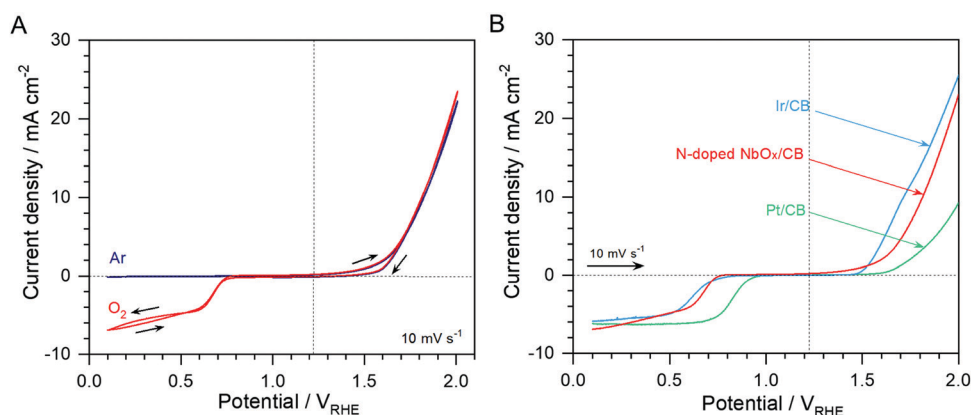 A
30
20
10
0
-10
Current density / mA cm⁻²
Ar
O₂
10 mV s⁻¹
0.0 0.5 1.0 1.5 2.0
Potential / V_RHE
B
30
20
10
0
-10
Current density / mA cm⁻²
Ir/CB
N-doped NbOₓ/CB
Pt/CB
10 mV s⁻¹
0.0 0.5 1.0 1.5 2.0
Potential / V_RHE